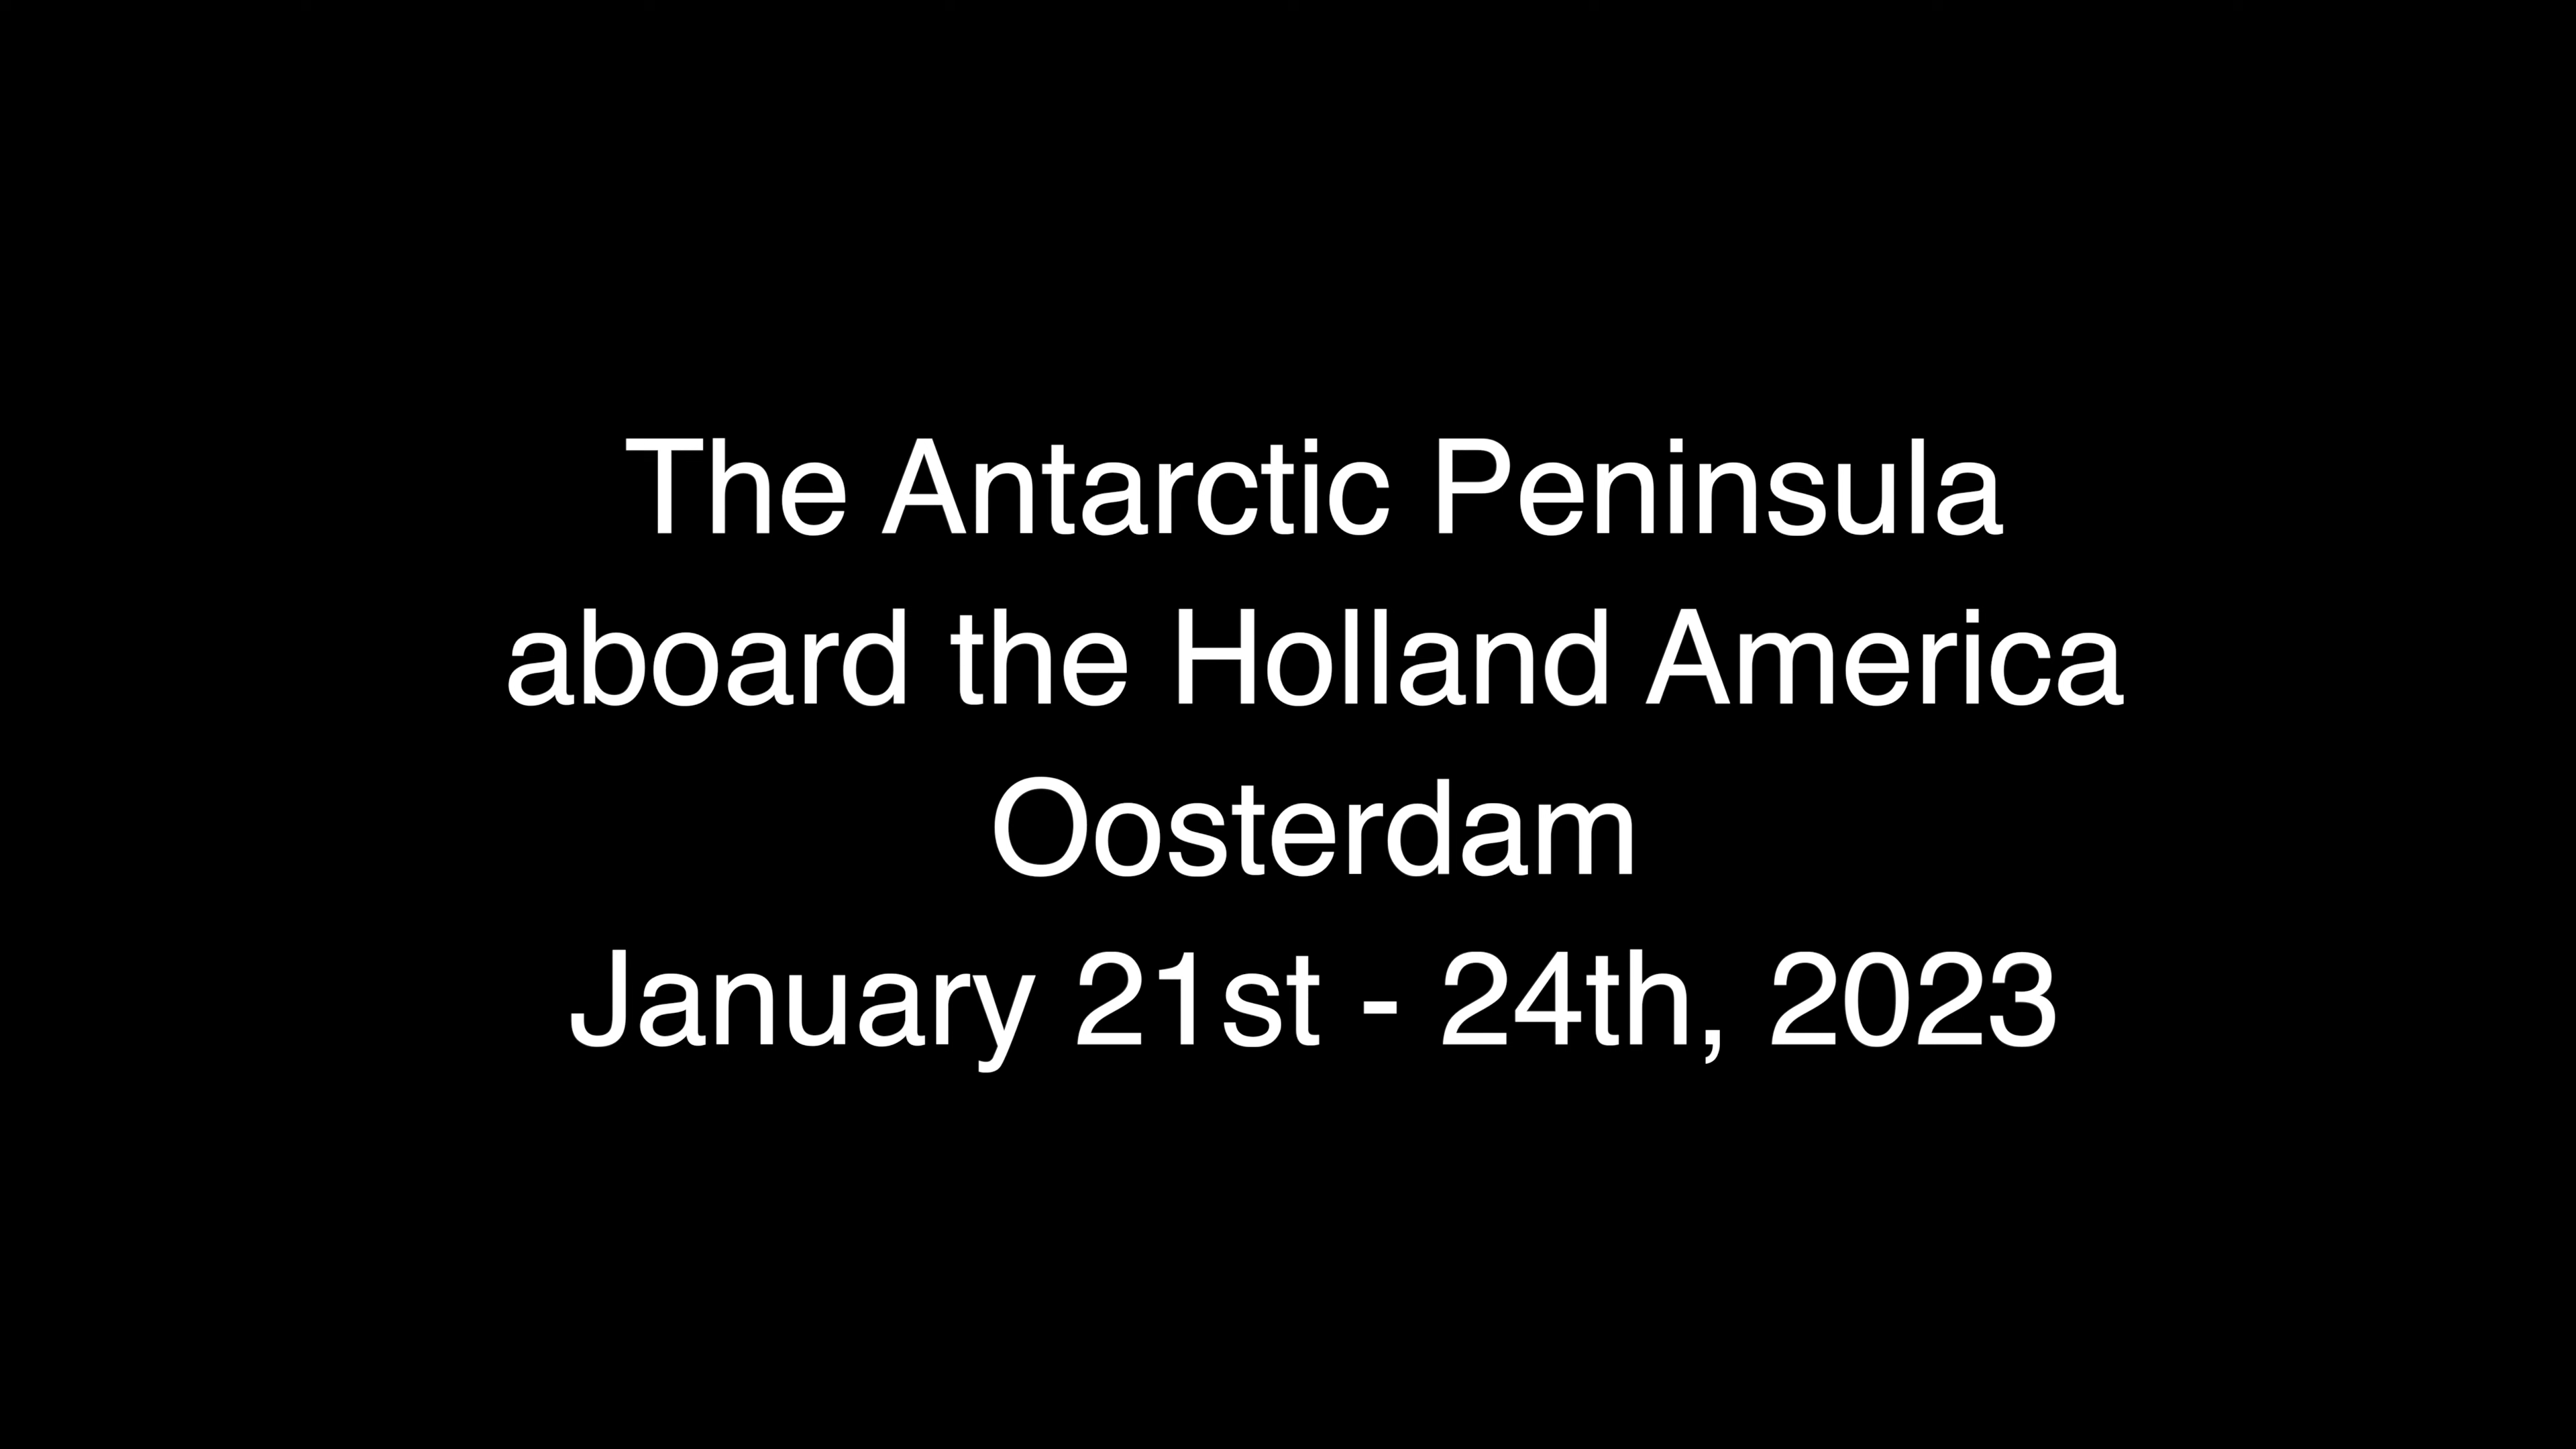 The Antarctic Peninsula
aboard the Holland America
Oosterdam
January 21st - 24th, 2023